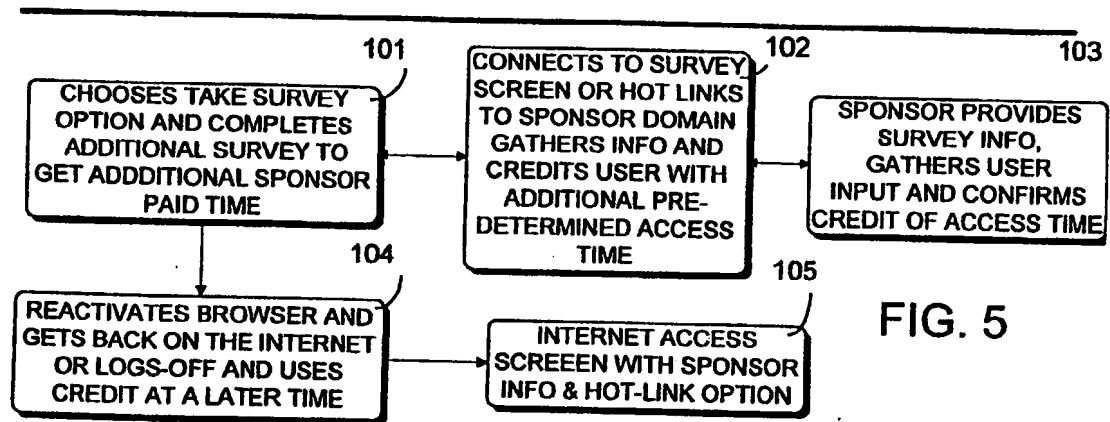 101
CHOOSES TAKE SURVEY
OPTION AND COMPLETES
ADDITIONAL SURVEY TO
GET ADDDITIONAL SPONSOR
PAID TIME
102
CONNECTS TO SURVEY
SCREEN OR HOT LINKS
TO SPONSOR DOMAIN
GATHERS INFO AND
CREDITS USER WITH
ADDITIONAL PRE-
DETERMINED ACCESS
TIME
103
SPONSOR PROVIDES
SURVEY INFO,
GATHERS USER
INPUT AND CONFIRMS
CREDIT OF ACCESS TIME
104
REACTIVATES BROWSER AND
GETS BACK ON THE INTERNET
OR LOGS-OFF AND USES
CREDIT AT A LATER TIME
105
INTERNET ACCESS
SCREEEN WITH SPONSOR
INFO & HOT-LINK OPTION
FIG. 5